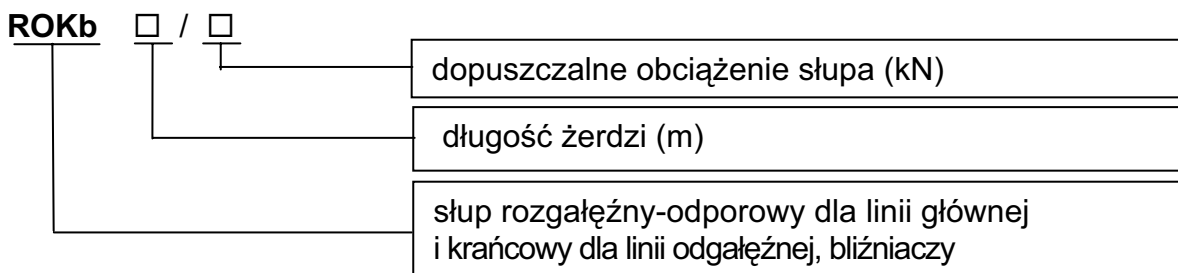 ROKb □ / □
dopuszczalne obciążenie słupa (kN)
długość żerdzi (m)
słup rozgałęźny-odporowy dla linii głównej
i krańcowy dla linii odgałęźnej, bliźniaczy